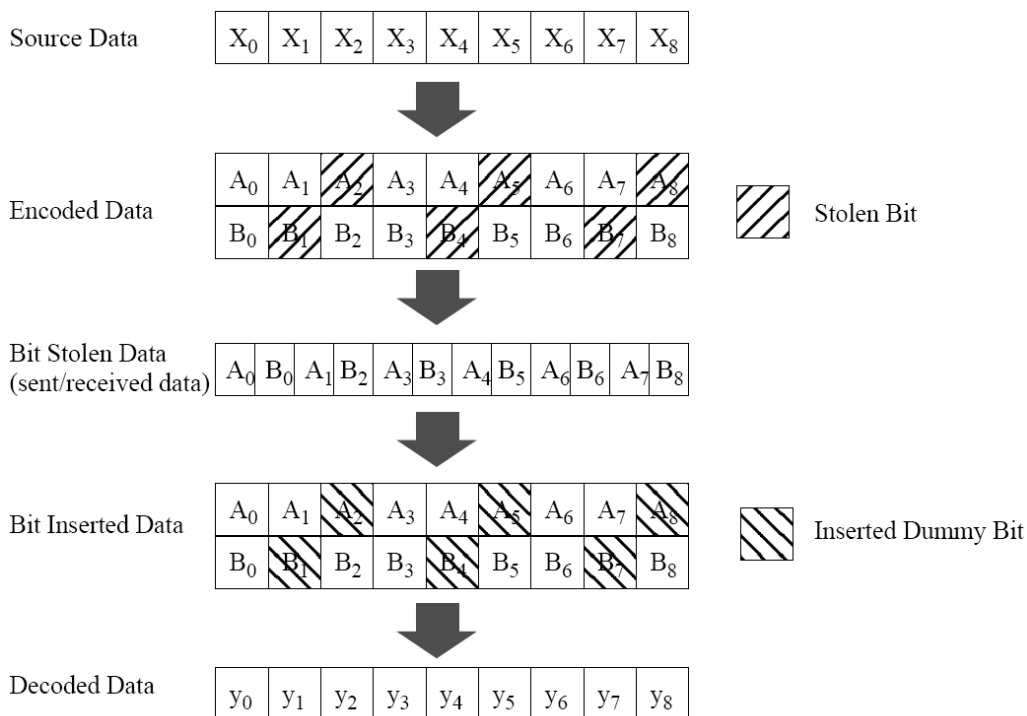 Source Data X₀ X₁ X₂ X₃ X₄ X₅ X₆ X₇ X₈
A₀ A₁ A₂ A₃ A₄ A₅ A₆ A₇ A₈
Encoded Data
B₀ B₁ B₂ B₃ B₄ B₅ B₆ B₇ B₈
Stolen Bit
Bit Stolen Data
(sent/received data)
A₀ B₀ A₁ B₂ A₃ B₃ A₄ B₅ A₆ B₆ A₇ B₈
A₀ A₁ A₂ A₃ A₄ A₅ A₆ A₇ A₈
Bit Inserted Data
B₀ B₁ B₂ B₃ B₄ B₅ B₆ B₇ B₈
Inserted Dummy Bit
Decoded Data y₀ y₁ y₂ y₃ y₄ y₅ y₆ y₇ y₈